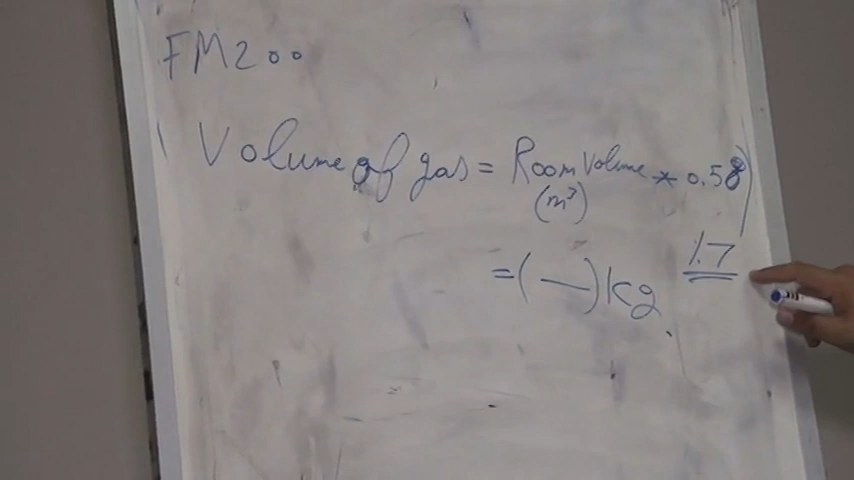 FM200
Volume of gas = Room Volume * 0.58
(m³)
1.7
= ( — ) kg